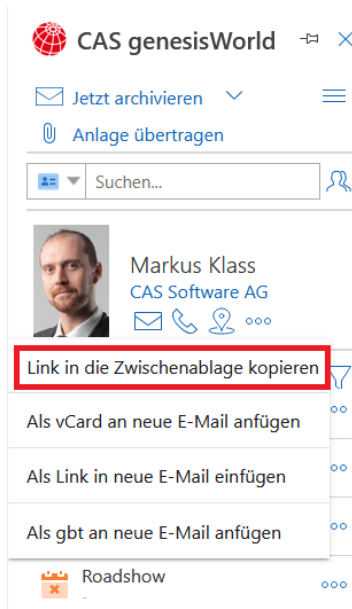 CAS genesisWorld
Jetzt archivieren
Anlage übertragen
Suchen...
Markus Klass
CAS Software AG
Link in die Zwischenablage kopieren
Als vCard an neue E-Mail anfügen
Als Link in neue E-Mail einfügen
Als gbt an neue E-Mail anfügen
Roadshow
-